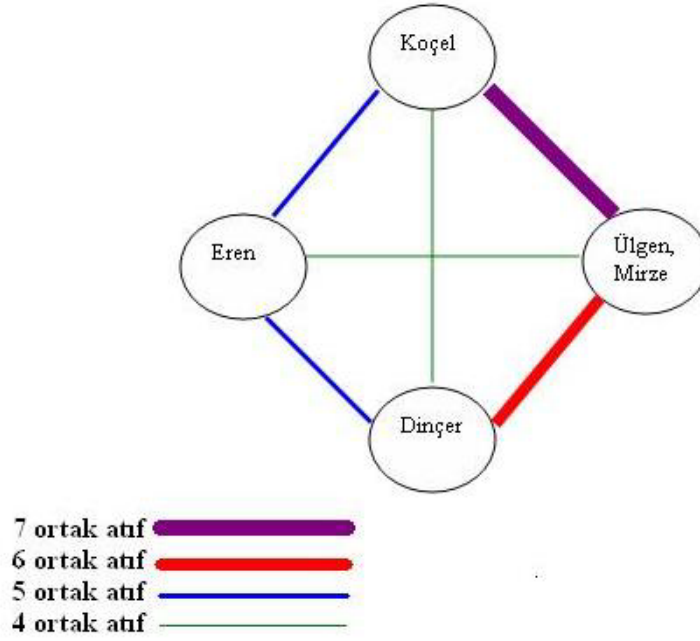 Koçel
Eren
Ülgen,
Mirze
Dinçer
7 ortak atıf
6 ortak atıf
5 ortak atıf
4 ortak atıf